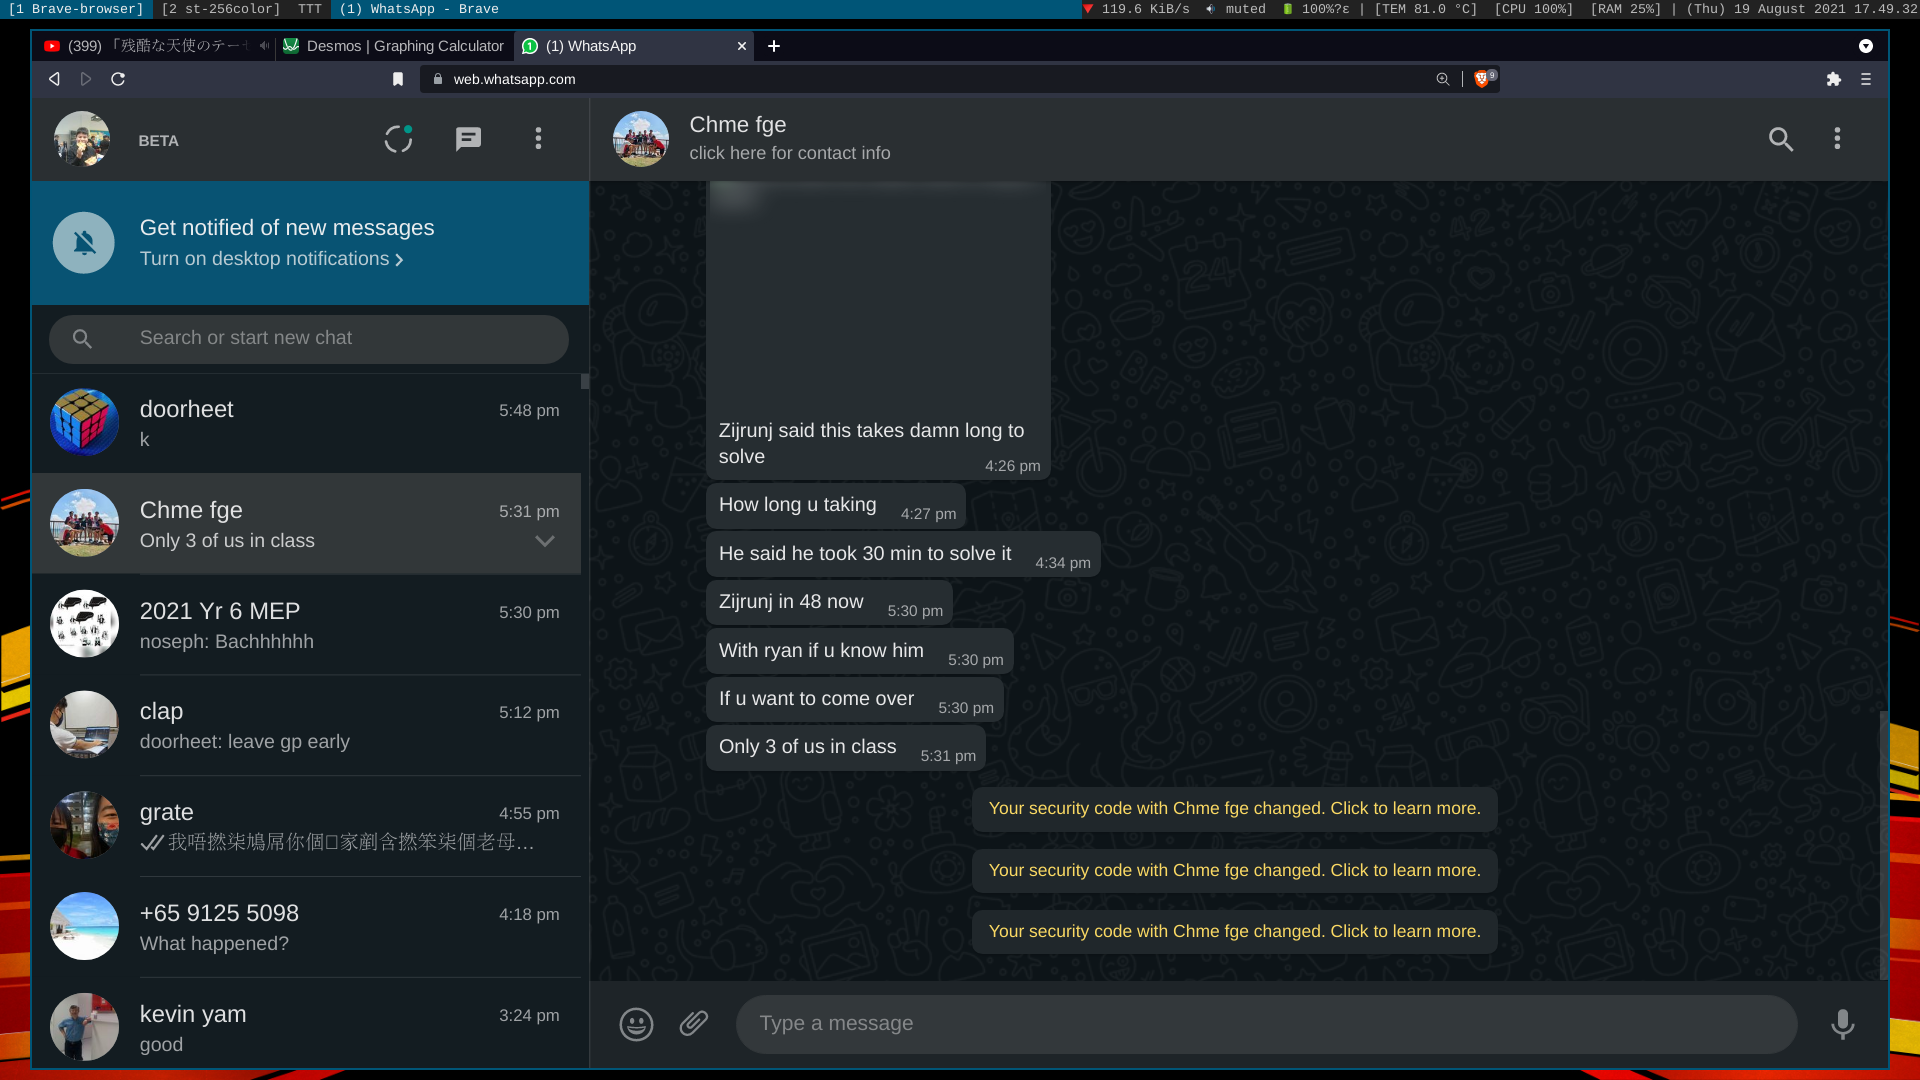 [1 Brave-browser] [2 st-256color] TTT (1) WhatsApp - Brave 119.6 KiB/s muted 100%?ε | [TEM 81.0 °C] [CPU 100%] [RAM 25%] | (Thu) 19 August 2021 17.49.32
(399) 「残酷な天使のテー Desmos | Graphing Calculator (1) WhatsApp
web.whatsapp.com 9
BETA
Chme fge
click here for contact info
Get notified of new messages
Turn on desktop notifications
Search or start new chat
doorheet 5:48 pm
k
Chme fge 5:31 pm
Only 3 of us in class
2021 Yr 6 MEP 5:30 pm
noseph: Bachhhhhh
clap 5:12 pm
doorheet: leave gp early
grate 4:55 pm
我唔撚柒鳩屌你個 家剷含撚笨柒個老母...
+65 9125 5098 4:18 pm
What happened?
kevin yam 3:24 pm
good
Zijrunj said this takes damn long to
solve 4:26 pm
How long u taking 4:27 pm
He said he took 30 min to solve it 4:34 pm
Zijrunj in 48 now 5:30 pm
With ryan if u know him 5:30 pm
If u want to come over 5:30 pm
Only 3 of us in class 5:31 pm
Your security code with Chme fge changed. Click to learn more.
Your security code with Chme fge changed. Click to learn more.
Your security code with Chme fge changed. Click to learn more.
Type a message